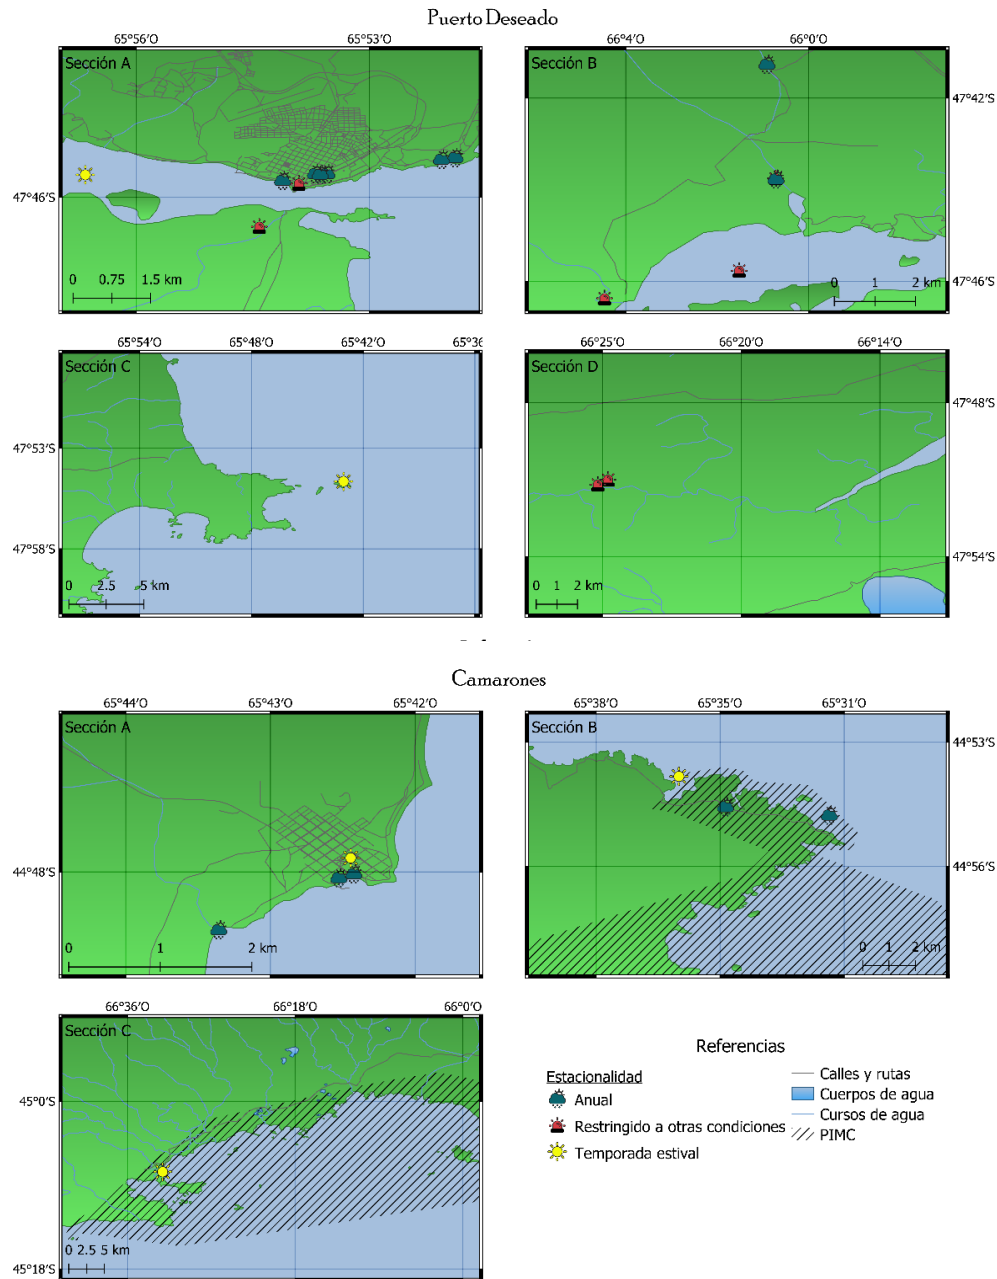 Puerto Deseado
65°56'O 65°53'O
Sección A
47°46'S
0 0.75 1.5 km
66°4'O 66°0'O
Sección B
47°42'S
47°46'S
0 1 2 km
65°54'O 65°48'O 65°42'O 65°36
Sección C
47°53'S
47°58'S
0 2.5 5 km
66°25'O 66°20'O 66°14'O
Sección D
47°48'S
47°54'S
0 1 2 km
Camarones
65°44'O 65°43'O 65°42'O
Sección A
44°48'S
0 1 2 km
65°38'O 65°35'O 65°31'O
Sección B
44°53'S
44°56'S
0 1 2 km
66°36'O 66°18'O 66°0'O
Sección C
45°0'S
45°18'S
0 2.5 5 km
Referencias
Estacionalidad
Anual
Restringido a otras condiciones
Temporada estival
Calles y rutas
Cuerpos de agua
Cursos de agua
PIMC